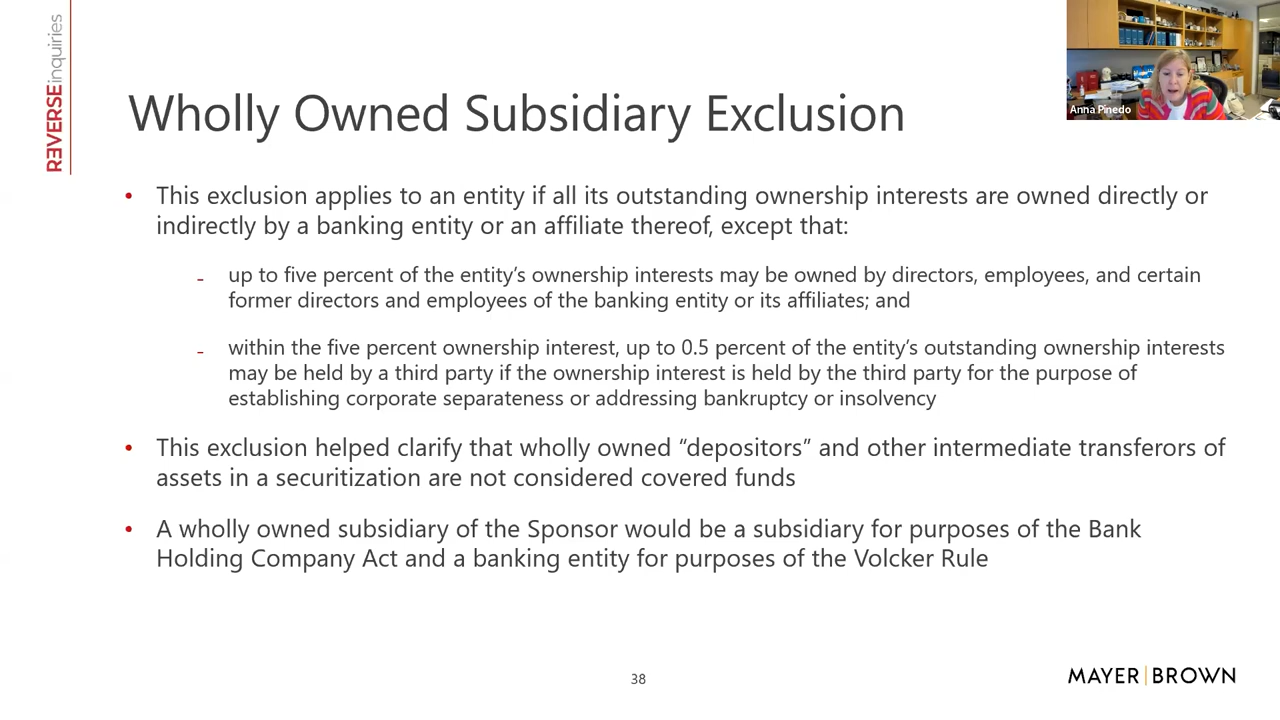 REVERSEinquiries
Anna Pinedo
Wholly Owned Subsidiary Exclusion
• This exclusion applies to an entity if all its outstanding ownership interests are owned directly or
indirectly by a banking entity or an affiliate thereof, except that:
- up to five percent of the entity’s ownership interests may be owned by directors, employees, and certain
former directors and employees of the banking entity or its affiliates; and
- within the five percent ownership interest, up to 0.5 percent of the entity’s outstanding ownership interests
may be held by a third party if the ownership interest is held by the third party for the purpose of
establishing corporate separateness or addressing bankruptcy or insolvency
• This exclusion helped clarify that wholly owned “depositors” and other intermediate transferors of
assets in a securitization are not considered covered funds
• A wholly owned subsidiary of the Sponsor would be a subsidiary for purposes of the Bank
Holding Company Act and a banking entity for purposes of the Volcker Rule
38
MAYER|BROWN